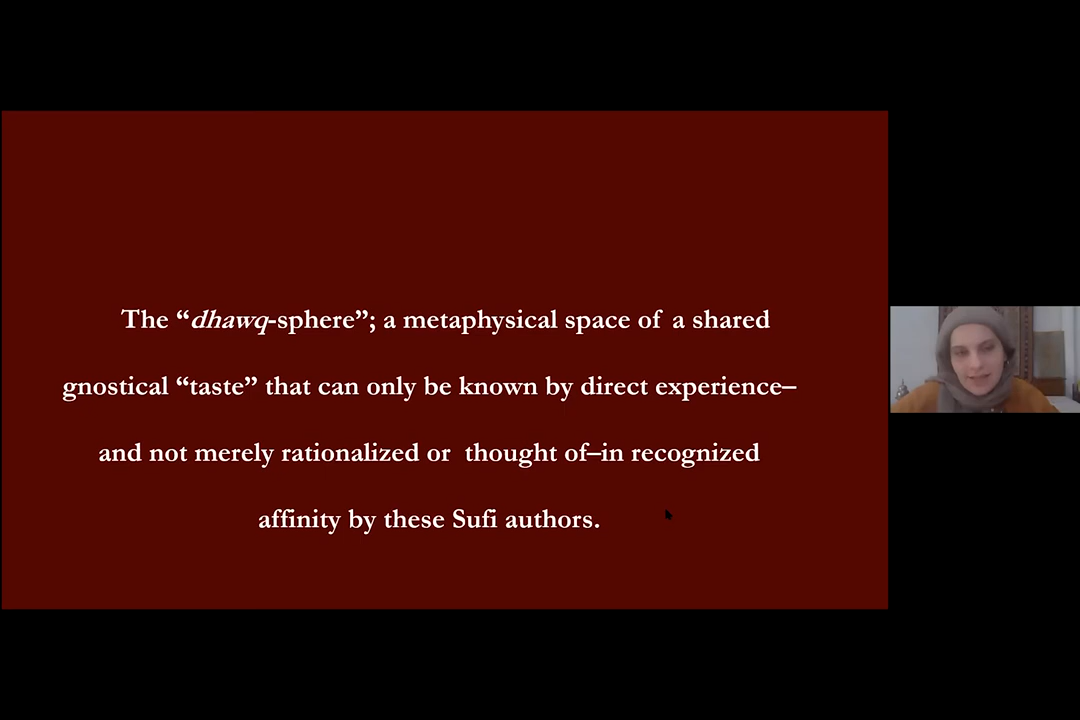 The “dhawq-sphere”; a metaphysical space of a shared
gnostical “taste” that can only be known by direct experience–
and not merely rationalized or thought of–in recognized
affinity by these Sufi authors.